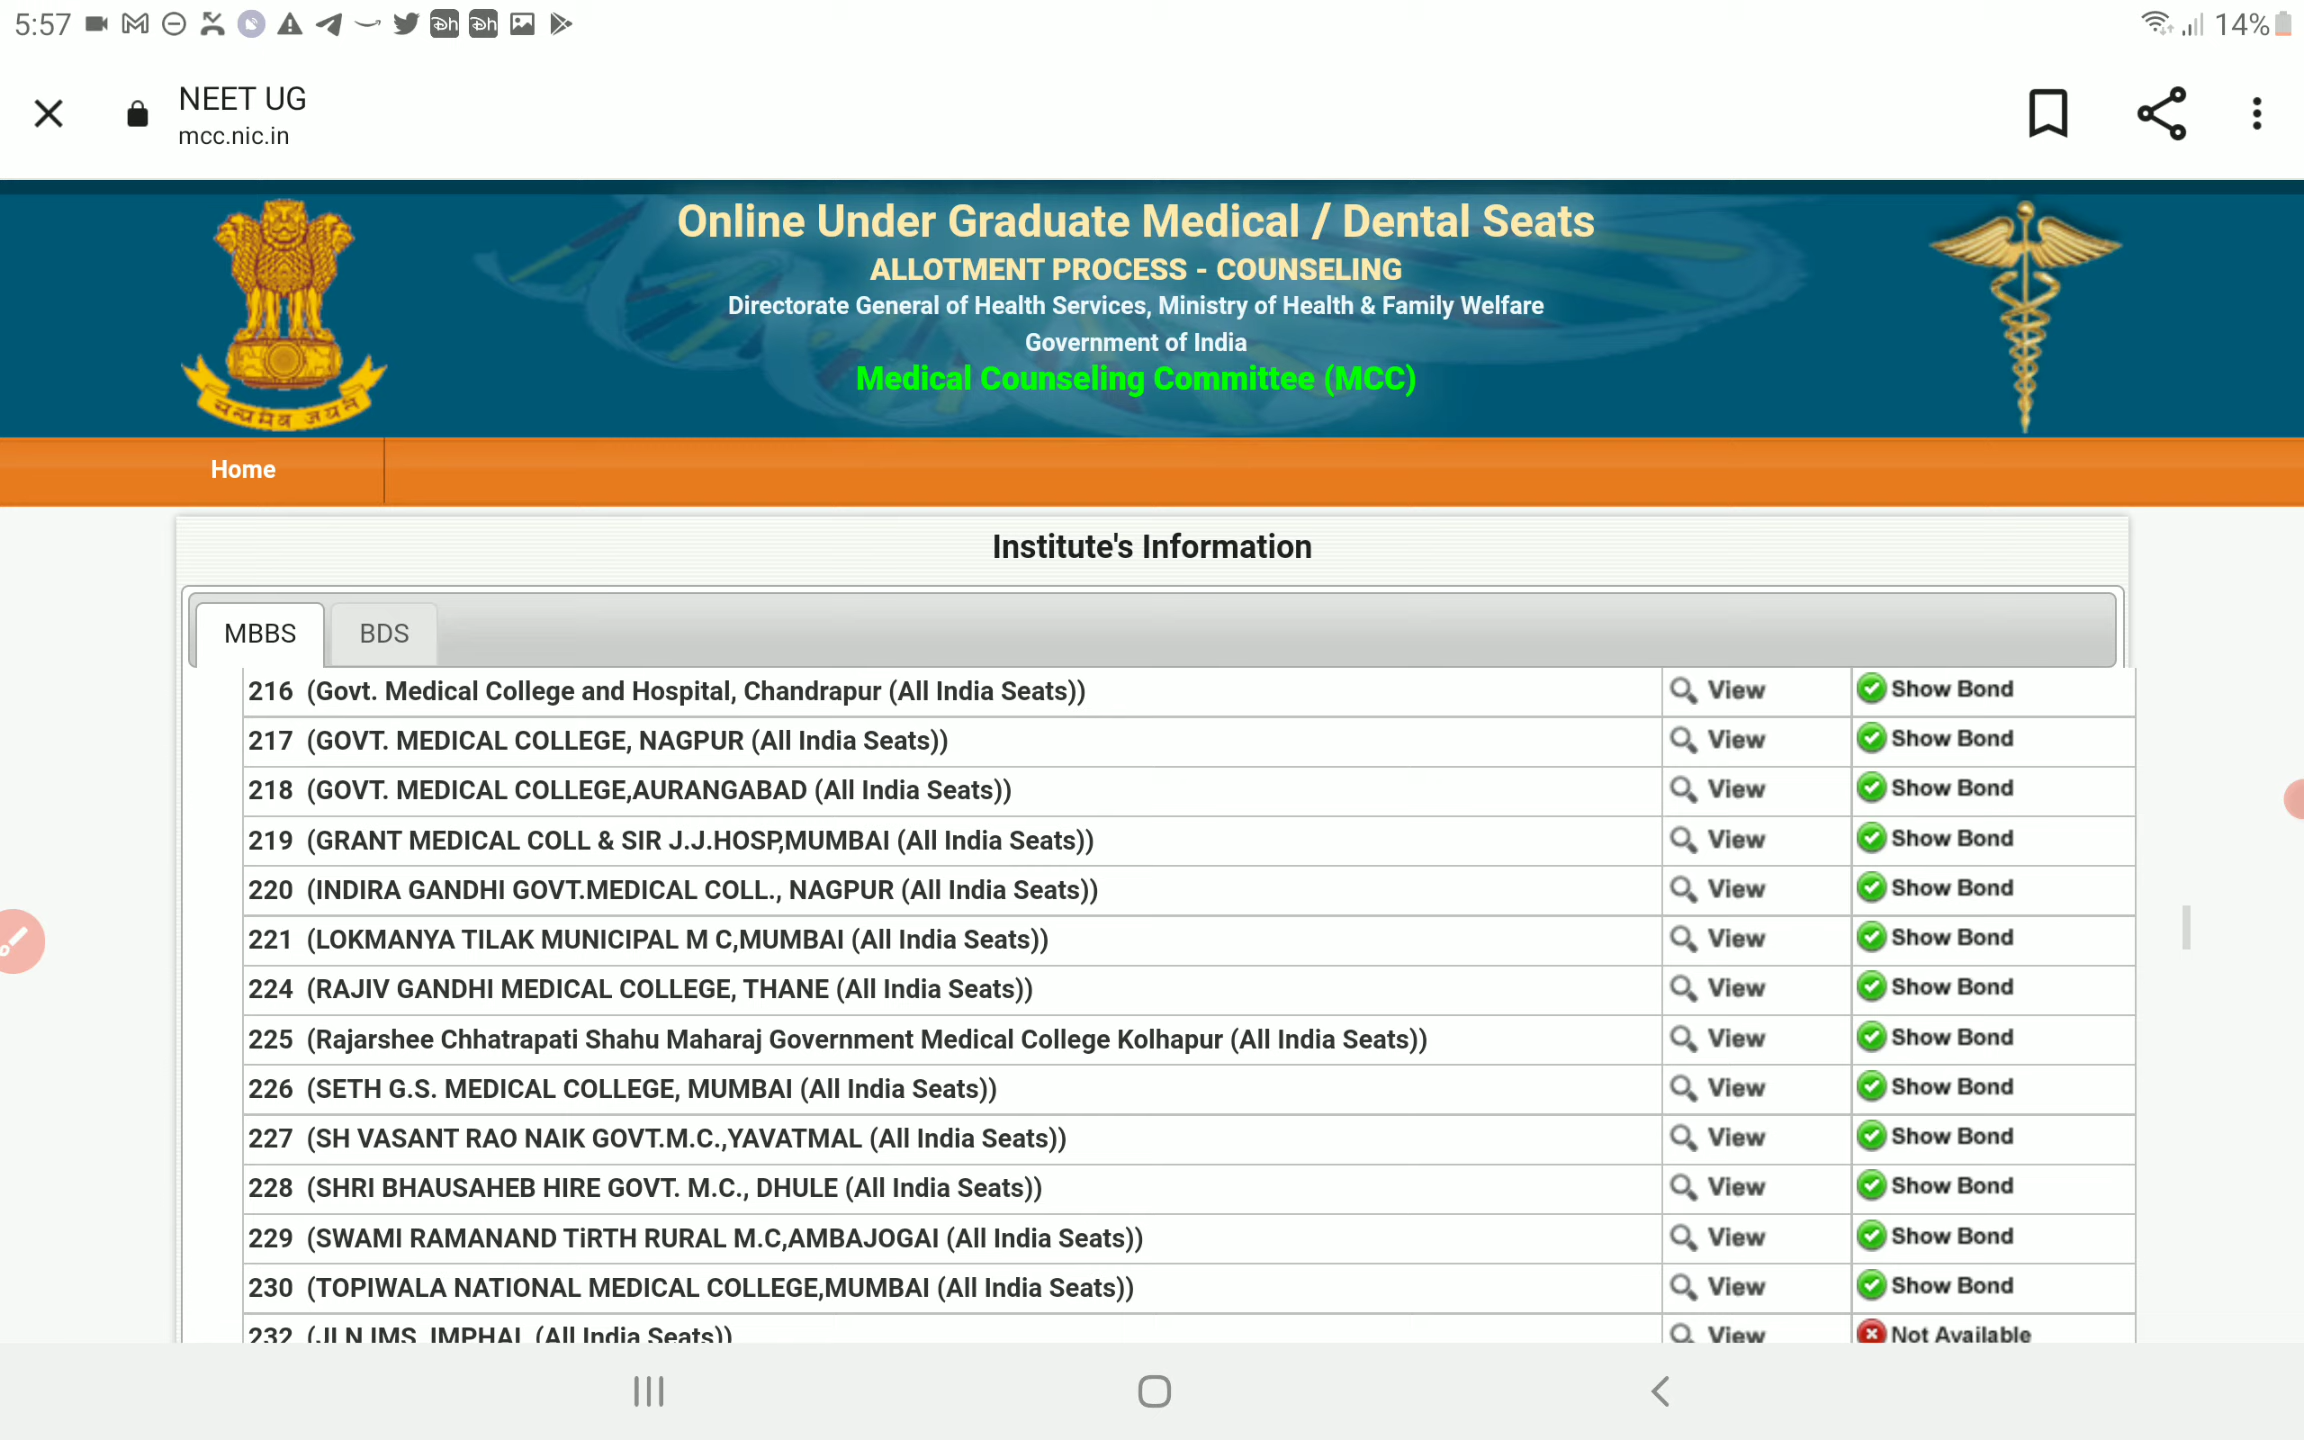 5:57
14%
NEET UG
mcc.nic.in
Online Under Graduate Medical / Dental Seats
ALLOTMENT PROCESS - COUNSELING
Directorate General of Health Services, Ministry of Health & Family Welfare
Government of India
Medical Counseling Committee (MCC)
सत्यमेव जयते
Home
Institute's Information
MBBS BDS
216 (Govt. Medical College and Hospital, Chandrapur (All India Seats)) View Show Bond
217 (GOVT. MEDICAL COLLEGE, NAGPUR (All India Seats)) View Show Bond
218 (GOVT. MEDICAL COLLEGE,AURANGABAD (All India Seats)) View Show Bond
219 (GRANT MEDICAL COLL & SIR J.J.HOSP,MUMBAI (All India Seats)) View Show Bond
220 (INDIRA GANDHI GOVT.MEDICAL COLL., NAGPUR (All India Seats)) View Show Bond
221 (LOKMANYA TILAK MUNICIPAL M C,MUMBAI (All India Seats)) View Show Bond
224 (RAJIV GANDHI MEDICAL COLLEGE, THANE (All India Seats)) View Show Bond
225 (Rajarshee Chhatrapati Shahu Maharaj Government Medical College Kolhapur (All India Seats)) View Show Bond
226 (SETH G.S. MEDICAL COLLEGE, MUMBAI (All India Seats)) View Show Bond
227 (SH VASANT RAO NAIK GOVT.M.C.,YAVATMAL (All India Seats)) View Show Bond
228 (SHRI BHAUSAHEB HIRE GOVT. M.C., DHULE (All India Seats)) View Show Bond
229 (SWAMI RAMANAND TiRTH RURAL M.C,AMBAJOGAI (All India Seats)) View Show Bond
230 (TOPIWALA NATIONAL MEDICAL COLLEGE,MUMBAI (All India Seats)) View Show Bond
232 (JLN IMS, IMPHAL (All India Seats)) View Not Available